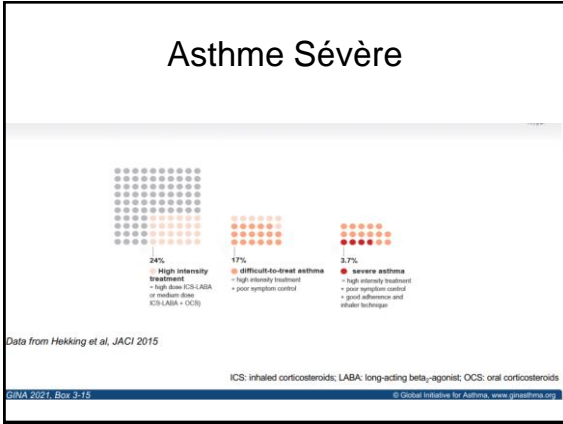 Asthme Sévère
24%
High intensity
treatment
= high dose ICS-LABA
or medium dose
ICS-LABA + OCS)
17%
difficult-to-treat asthma
= high intensity treatment
+ poor symptom control
3.7%
severe asthma
= high intensity treatment
+ poor symptom control
+ good adherence and
inhaler technique
Data from Hekking et al, JACI 2015
ICS: inhaled corticosteroids; LABA: long-acting beta₂-agonist; OCS: oral corticosteroids
GINA 2021, Box 3-15
© Global Initiative for Asthma, www.ginasthma.org